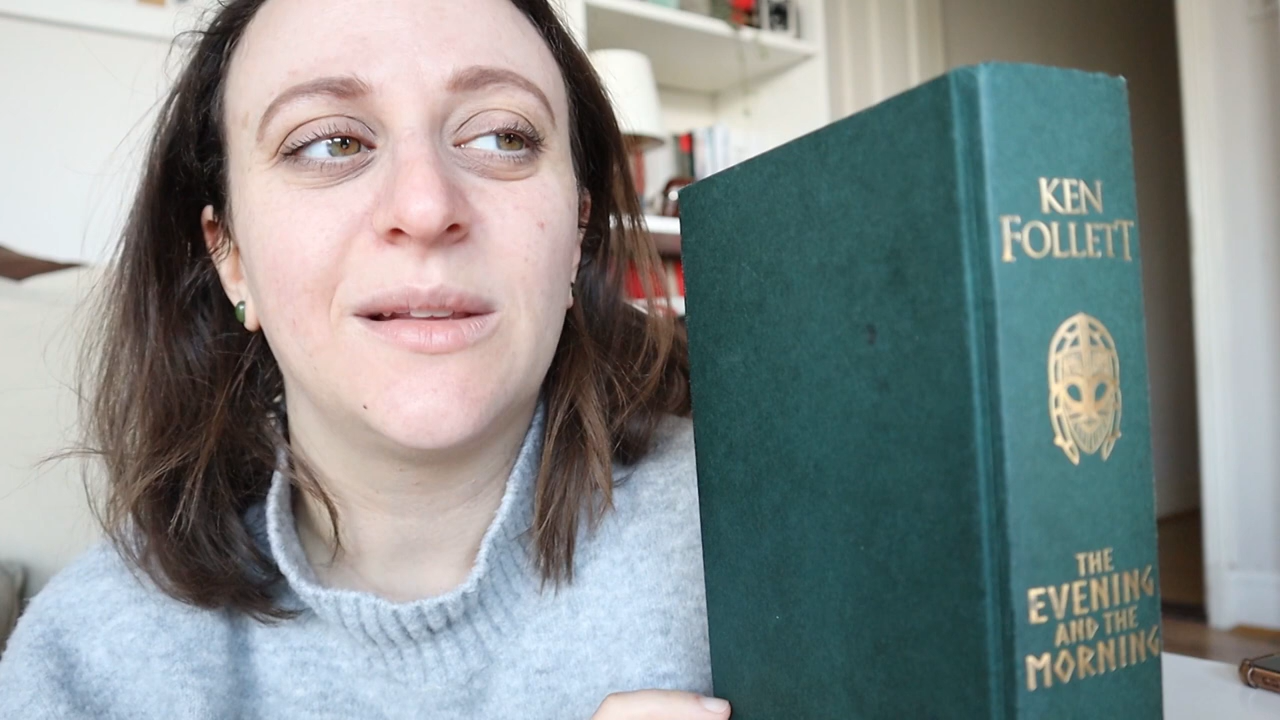 KEN
FOLLETT
THE
EVENING
AND THE
MORNING